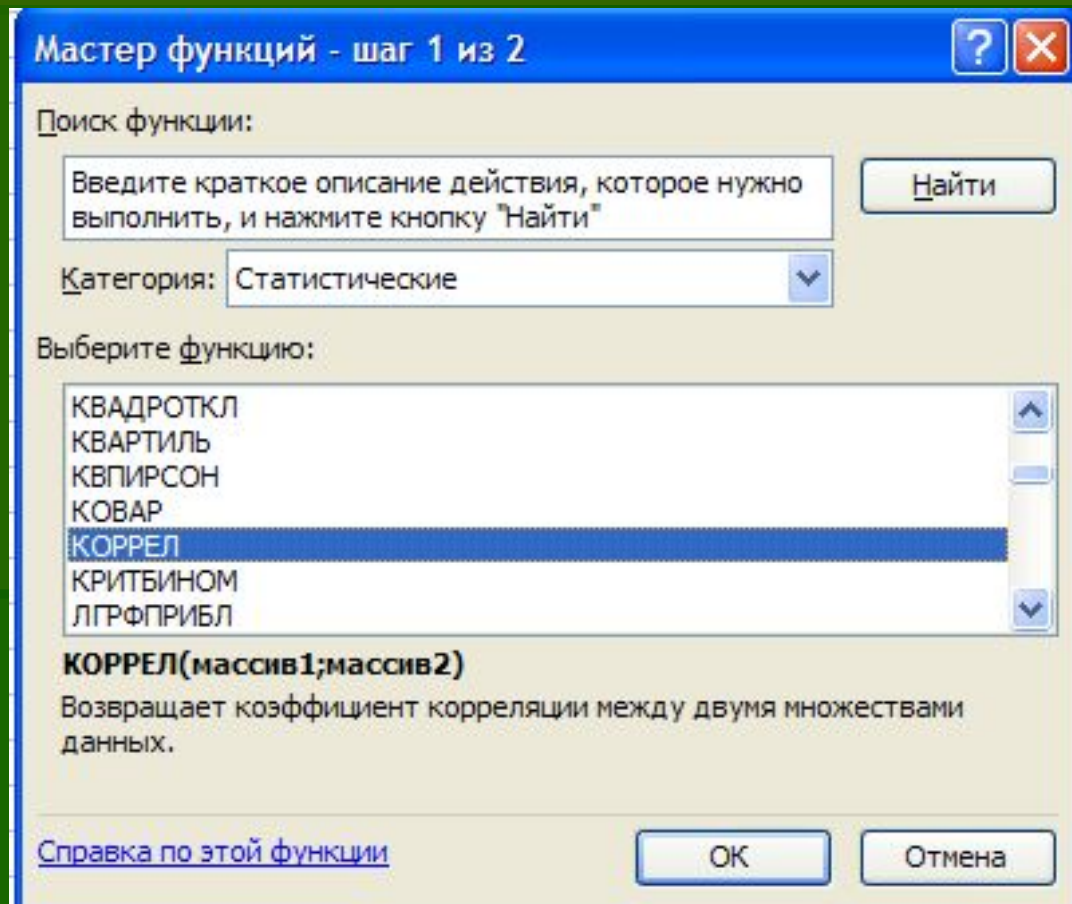 Мастер функций - шаг 1 из 2
Поиск функции:
Введите краткое описание действия, которое нужно
выполнить, и нажмите кнопку "Найти"
Найти
Категория: Статистические
Выберите функцию:
КВАДРОТКЛ
КВАРТИЛЬ
КВПИРСОН
КОВАР
КОРРЕЛ
КРИТБИНОМ
ЛГРФПРИБЛ
КОРРЕЛ(массив1;массив2)
Возвращает коэффициент корреляции между двумя множествами
данных.
Справка по этой функции
ОК
Отмена